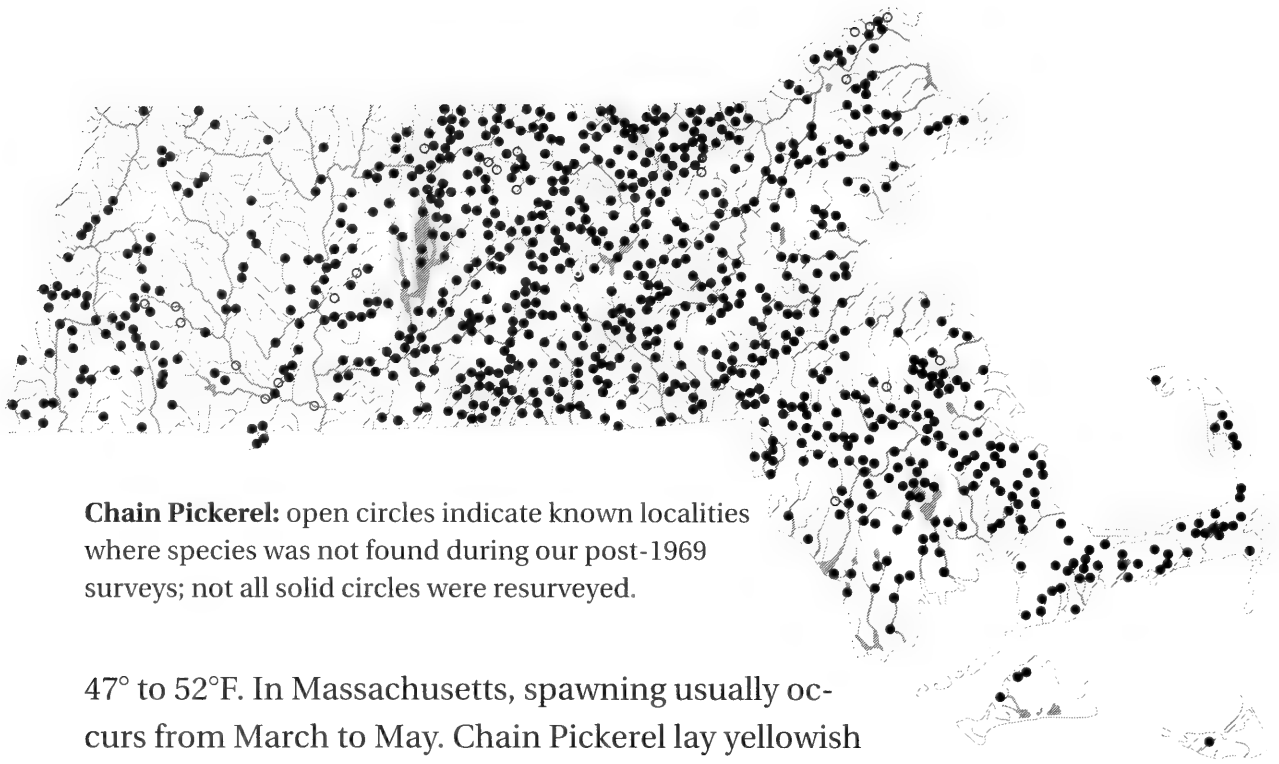 Chain Pickerel: open circles indicate known localities
where species was not found during our post-1969
surveys; not all solid circles were resurveyed.
47° to 52°F. In Massachusetts, spawning usually oc-
curs from March to May. Chain Pickerel lay yellowish